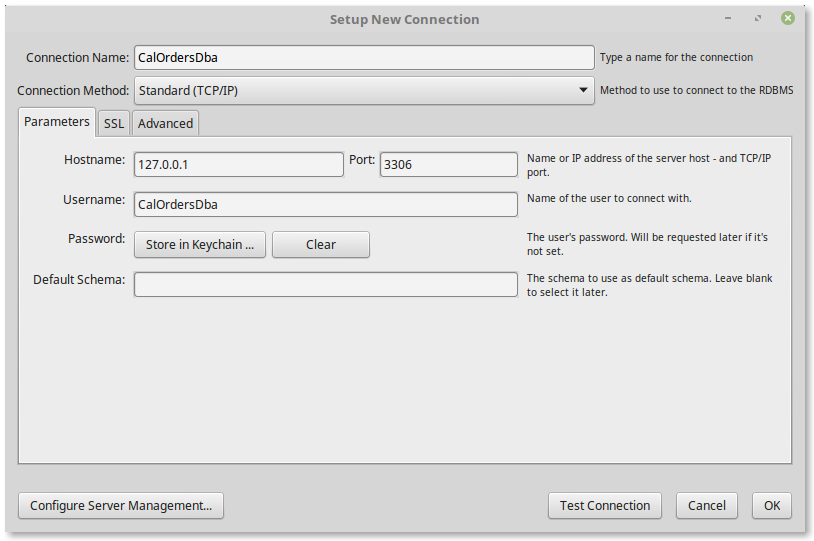 Setup New Connection
Connection Name: CalOrdersDba Type a name for the connection
Connection Method: Standard (TCP/IP) Method to use to connect to the RDBMS
Parameters SSL Advanced
Hostname: 127.0.0.1 Port: 3306 Name or IP address of the server host - and TCP/IP
port.
Username: CalOrdersDba Name of the user to connect with.
Password: Store in Keychain ... Clear The user's password. Will be requested later if it's
not set.
Default Schema: The schema to use as default schema. Leave blank
to select it later.
Configure Server Management... Test Connection Cancel OK